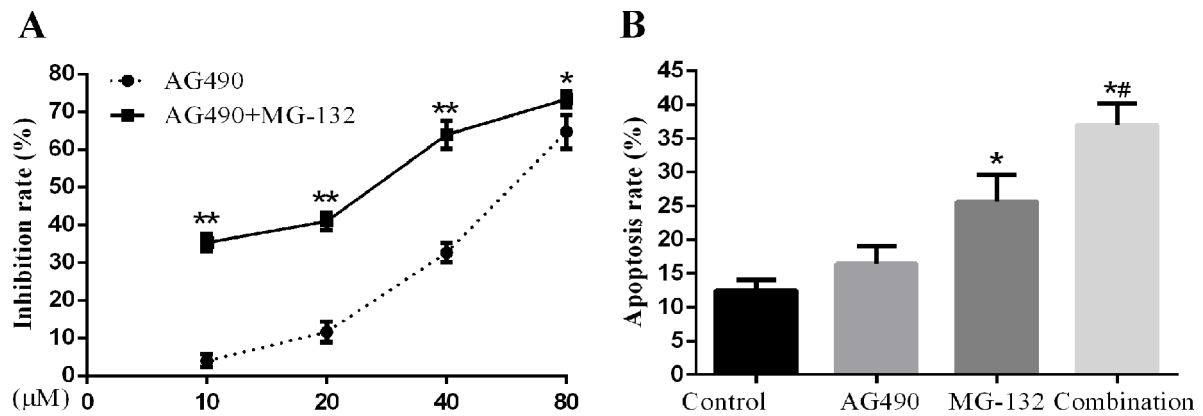 A
Inhibition rate (%)
80
70
60
50
40
30
20
10
0
AG490
AG490+MG-132
**
**
**
*
(μM)
0
10
20
40
80
B
Apoptosis rate (%)
45
40
35
30
25
20
15
10
5
0
*
*#
Control
AG490
MG-132
Combination